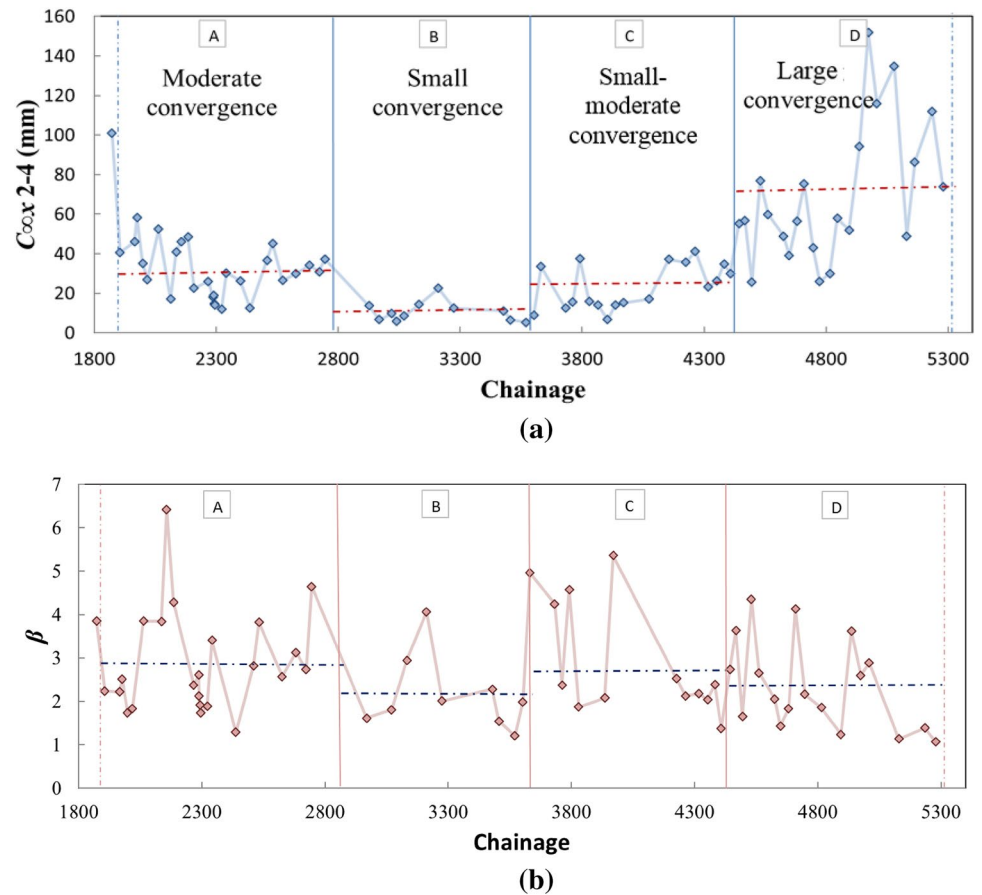 160
140
120
100
80
60
40
20
0
C∞x 2-4 (mm)
A
B
C
D
Moderate
convergence
Small
convergence
Small-
moderate
convergence
Large
convergence
1800
2300
2800
3300
3800
4300
4800
5300
Chainage
(a)
7
6
5
4
3
2
1
0
β
A
B
C
D
1800
2300
2800
3300
3800
4300
4800
5300
Chainage
(b)